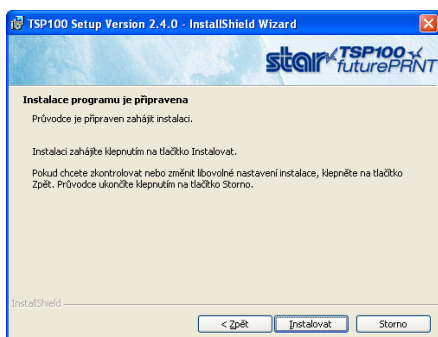 TSP100 Setup Version 2.4.0 - InstallShield Wizard
star TSP100
futurePRNT
Instalace programu je připravena
Průvodce je připraven zahájit instalaci.
Instalaci zahájíte klepnutím na tlačítko Instalovat.
Pokud chcete zkontrolovat nebo změnit libovolné nastavení instalace, klepněte na tlačítko
Zpět. Průvodce ukončíte klepnutím na tlačítko Storno.
InstallShield
< Zpět Instalovat Storno